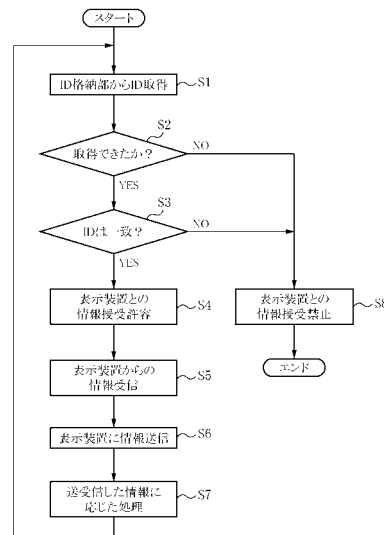 スタート
ID格納部からID取得
S1
S2
取得できたか？
NO
YES
S3
IDは一致？
NO
YES
表示装置との
情報接受許容
S4
表示装置との
情報接受禁止
S8
表示装置からの
情報受信
S5
エンド
表示装置に情報送信
S6
送受信した情報に
応じた処理
S7